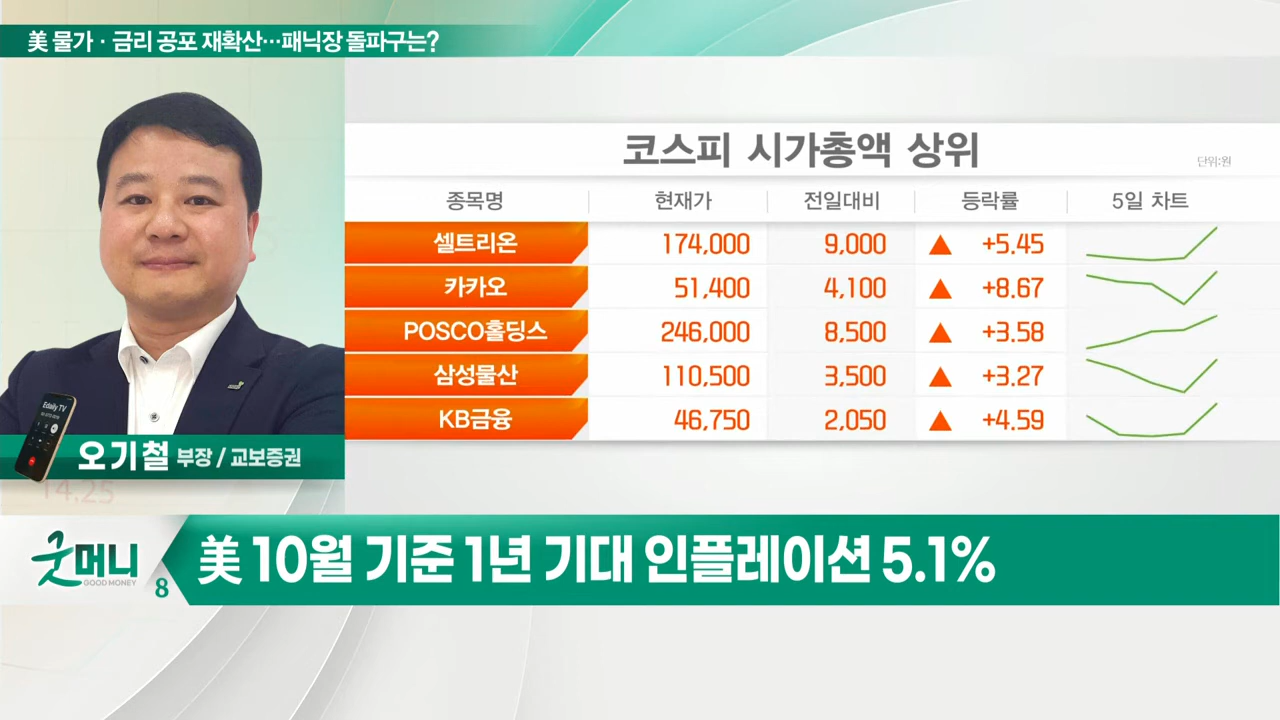 美 물가·금리 공포 재확산…패닉장 돌파구는?
코스피 시가총액 상위
단위:원
종목명 현재가 전일대비 등락률 5일 차트
셀트리온 174,000 9,000 ▲ +5.45
카카오 51,400 4,100 ▲ +8.67
POSCO홀딩스 246,000 8,500 ▲ +3.58
삼성물산 110,500 3,500 ▲ +3.27
KB금융 46,750 2,050 ▲ +4.59
Edaily TV
오기철 부장 / 교보증권
14.25
굿머니
GOOD MONEY
8
美 10월 기준 1년 기대 인플레이션 5.1%